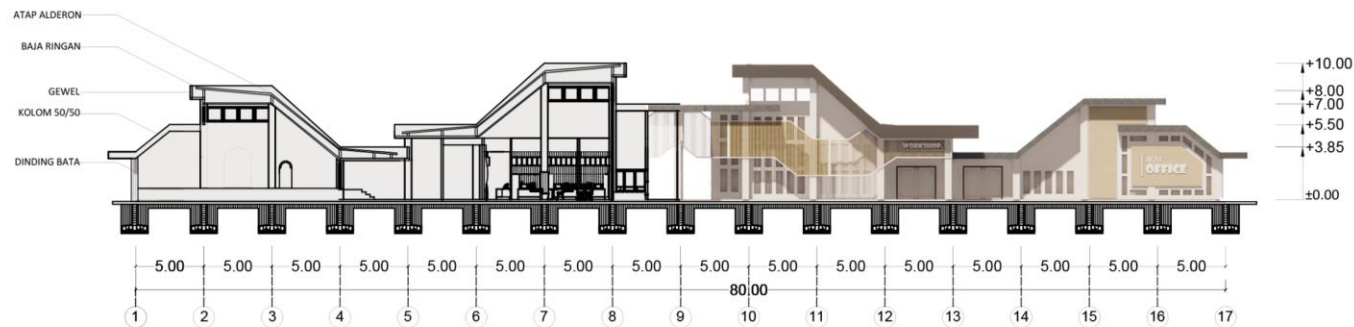 ATAP ALDERON
BAJA RINGAN
GEWEL
KOLOM 50/50
DINDING BATA
+10.00
+8.00
+7.00
+5.50
+3.85
±0.00
WORKSHOP
OFFICE
5.00 5.00 5.00 5.00 5.00 5.00 5.00 5.00 5.00 5.00 5.00 5.00 5.00 5.00 5.00 5.00
80.00
1 2 3 4 5 6 7 8 9 10 11 12 13 14 15 16 17